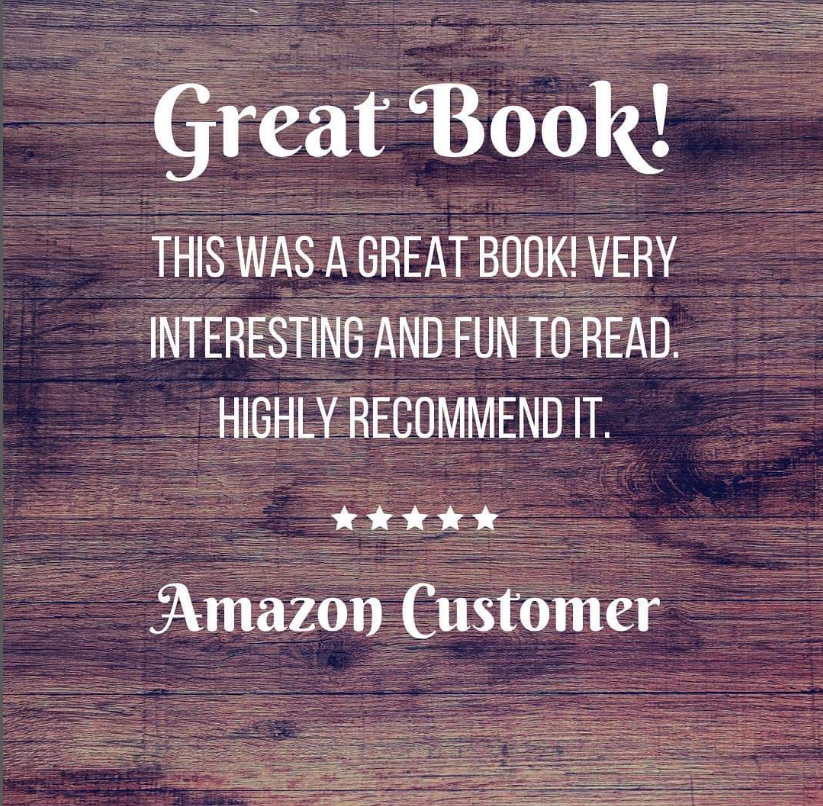 Great Book!
THIS WAS A GREAT BOOK! VERY
INTERESTING AND FUN TO READ.
HIGHLY RECOMMEND IT.
★★★★★
Amazon Customer